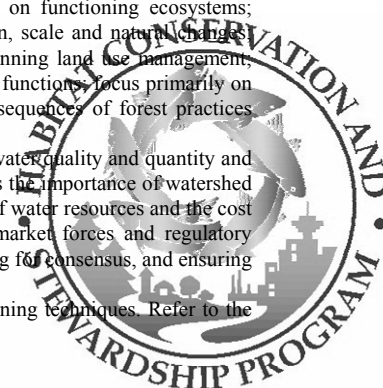 on functioning ecosystems;
n, scale and natural changes;
nning land use management;
functions; focus primarily on
sequences of forest practices
water quality and quantity and
s the importance of watershed
of water resources and the cost
market forces and regulatory
g for consensus, and ensuring
ning techniques. Refer to the
HABITAT CONSERVATION AND
STEWARDSHIP PROGRAM